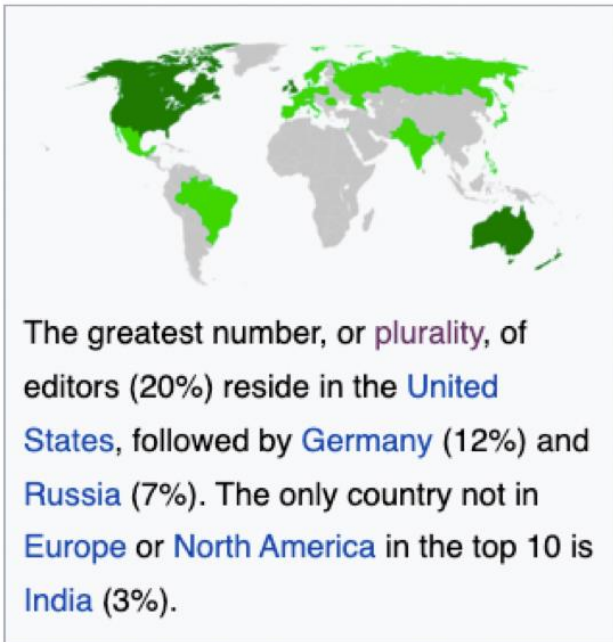 The greatest number, or plurality, of
editors (20%) reside in the United
States, followed by Germany (12%) and
Russia (7%). The only country not in
Europe or North America in the top 10 is
India (3%).